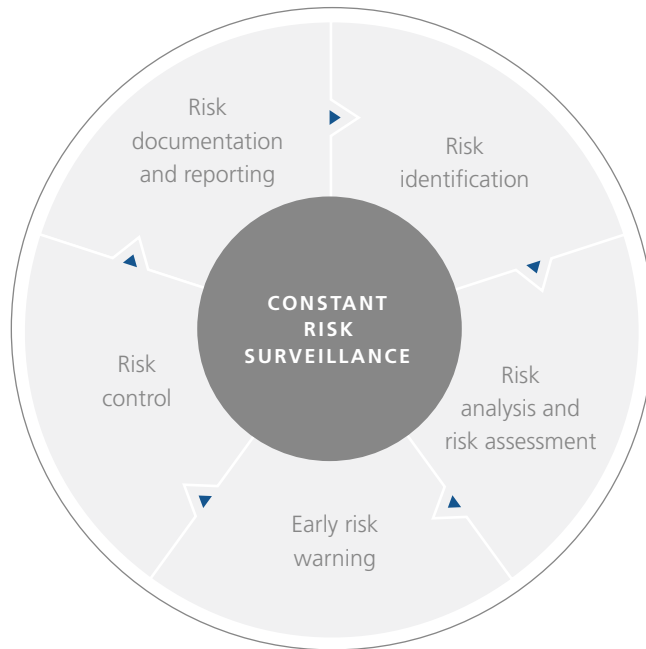 Risk
documentation
and reporting
Risk
identification
CONSTANT
RISK
SURVEILLANCE
Risk
control
Risk
analysis and
risk assessment
Early risk
warning